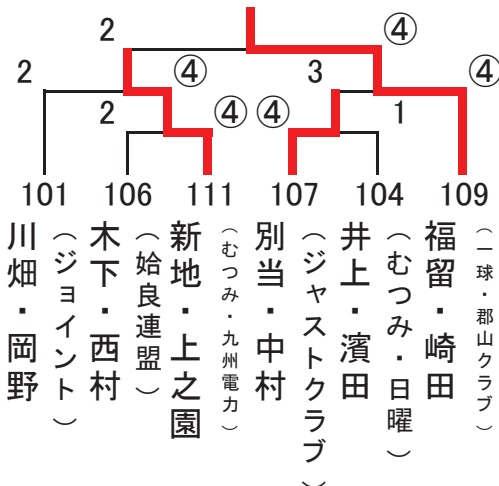 2 ④
2 ④ 3 ④
2 ④ ④ 1
101 106 111 107 104 109
川畑・岡野
（ジョイント）
木下・西村
（姶良連盟）
新地・上之園
（むつみ・九州電力）
別当・中村
（ジャストクラブ）
井上・濱田
（むつみ・日曜）
福留・崎田
（一球・郡山クラブ）